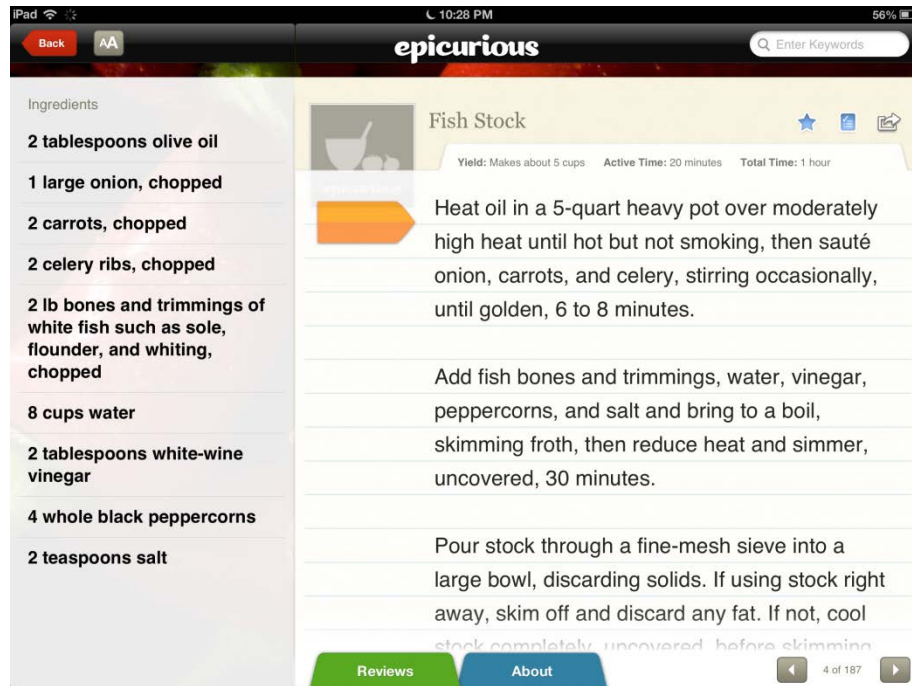 iPad 10:28 PM 56%
Back AA epicurious Enter Keywords
Ingredients
2 tablespoons olive oil
1 large onion, chopped
2 carrots, chopped
2 celery ribs, chopped
2 lb bones and trimmings of
white fish such as sole,
flounder, and whiting,
chopped
8 cups water
2 tablespoons white-wine
vinegar
4 whole black peppercorns
2 teaspoons salt
Fish Stock
Yield: Makes about 5 cups Active Time: 20 minutes Total Time: 1 hour
Heat oil in a 5-quart heavy pot over moderately
high heat until hot but not smoking, then sauté
onion, carrots, and celery, stirring occasionally,
until golden, 6 to 8 minutes.
Add fish bones and trimmings, water, vinegar,
peppercorns, and salt and bring to a boil,
skimming froth, then reduce heat and simmer,
uncovered, 30 minutes.
Pour stock through a fine-mesh sieve into a
large bowl, discarding solids. If using stock right
away, skim off and discard any fat. If not, cool
stock completely, uncovered, before skimming
Reviews About 4 of 187